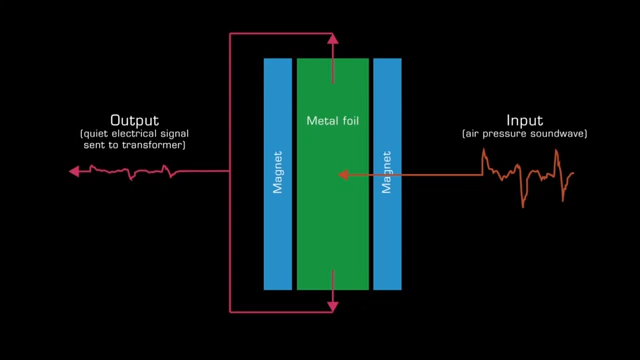 Output
(quiet electrical signal
sent to transformer)
Magnet
Metal foil
Magnet
Input
(air pressure soundwave)